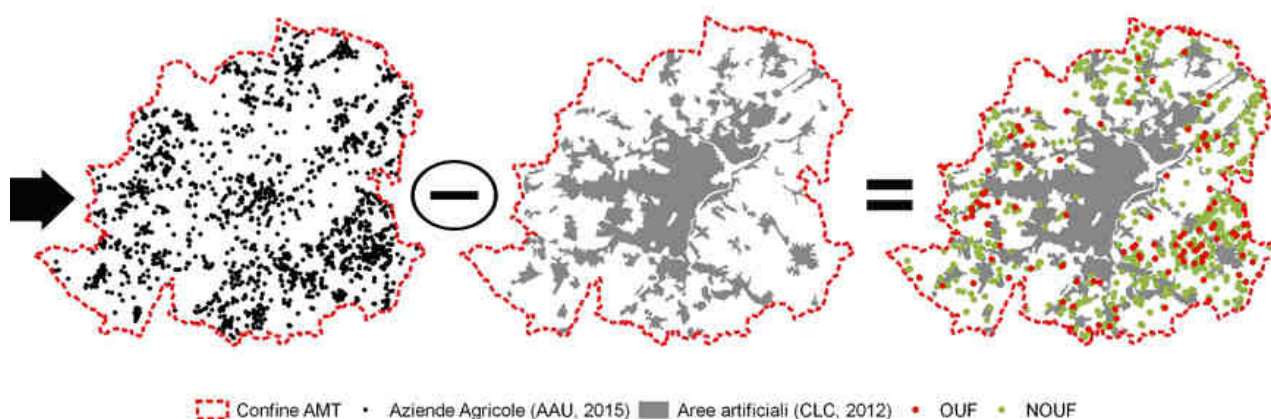 Confine AMT Aziende Agricole (AAU, 2015) Aree artificiali (CLC, 2012) OUF NOUF